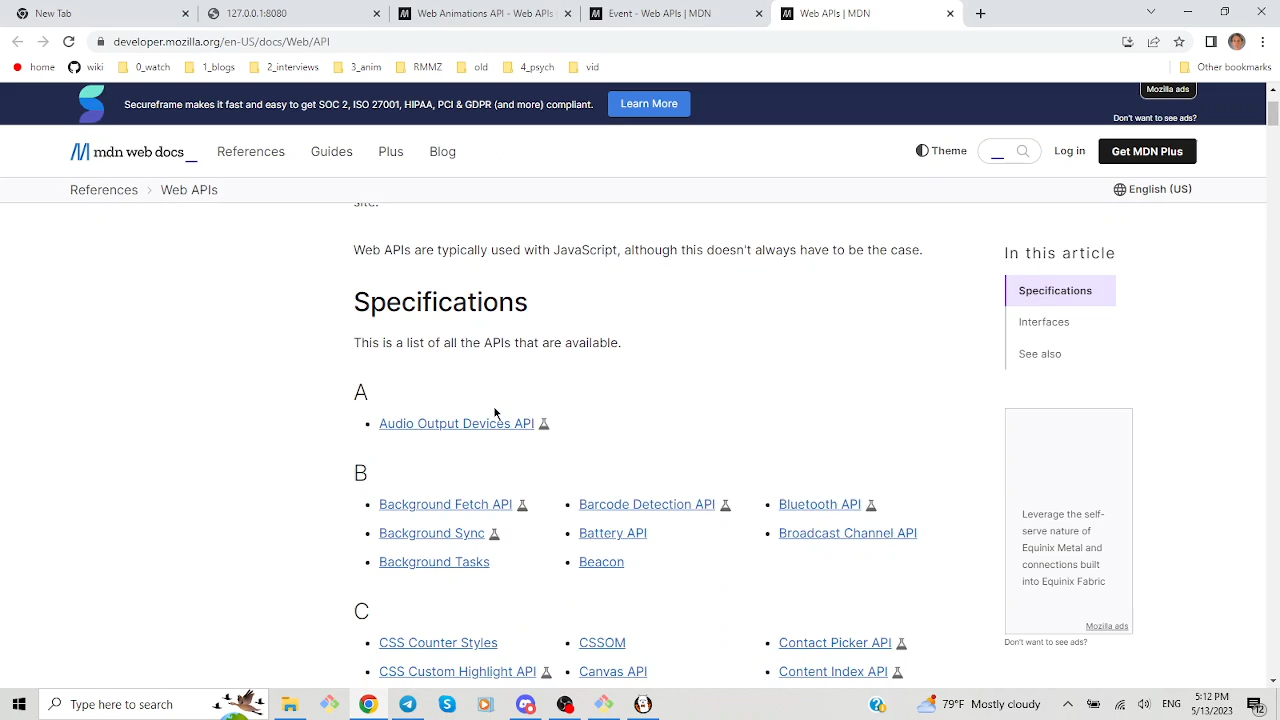 New Tab
127.0.0.1:8080
Web Animations API - Web APIs
Event - Web APIs | MDN
Web APIs | MDN
developer.mozilla.org/en-US/docs/Web/API
home wiki 0_watch 1_blogs 2_interviews 3_anim RMMZ old 4_psych vid Other bookmarks
Secureframe makes it fast and easy to get SOC 2, ISO 27001, HIPAA, PCI & GDPR (and more) compliant.
Learn More
Mozilla ads
Don't want to see ads?
mdn web docs_ References Guides Plus Blog Theme Log in Get MDN Plus
References > Web APIs
English (US)
site.
Web APIs are typically used with JavaScript, although this doesn't always have to be the case.
Specifications
This is a list of all the APIs that are available.
A
Audio Output Devices API
B
Background Fetch API
Background Sync
Background Tasks
Barcode Detection API
Battery API
Beacon
Bluetooth API
Broadcast Channel API
C
CSS Counter Styles
CSS Custom Highlight API
CSSOM
Canvas API
Contact Picker API
Content Index API
In this article
Specifications
Interfaces
See also
Leverage the self-
serve nature of
Equinix Metal and
connections built
into Equinix Fabric
Mozilla ads
Don't want to see ads?
Type here to search
79°F Mostly cloudy
ENG
5:12 PM
5/13/2023
12